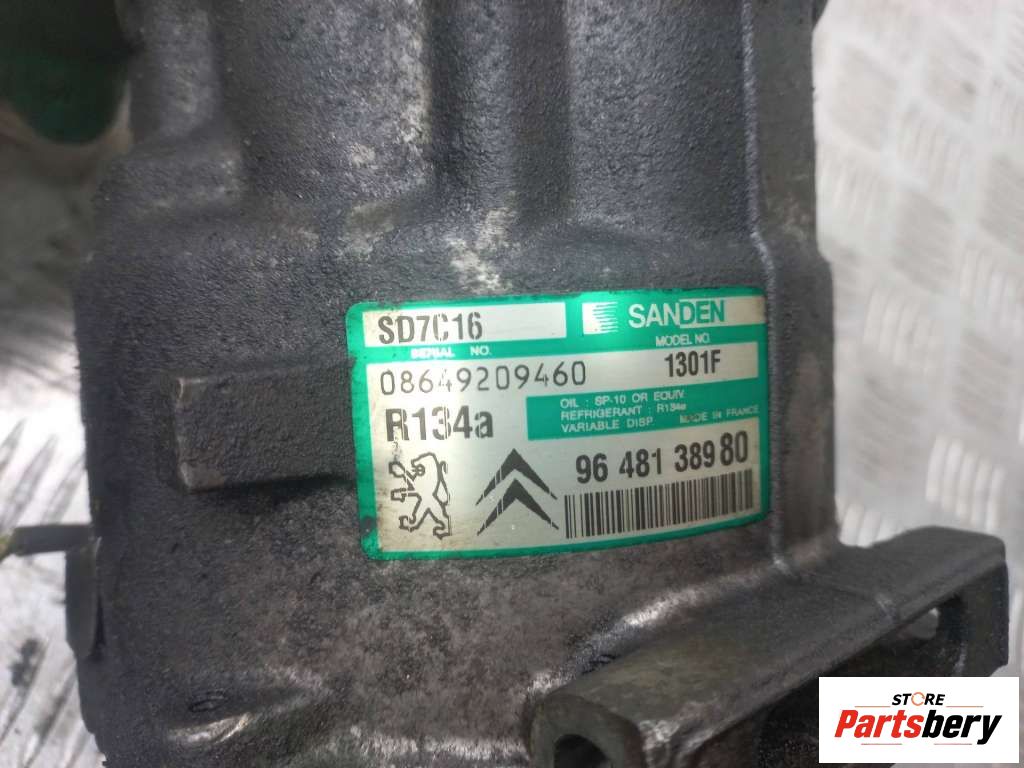 SD7C16
SANDEN
SERIAL NO.
MODEL NO.
08649209460
1301F
R134a
OIL : SP-10 OR EQUIV.
REFRIGERANT : R134a
VARIABLE DISP. MADE IN FRANCE
96 481 389 80
STORE
Partsbery